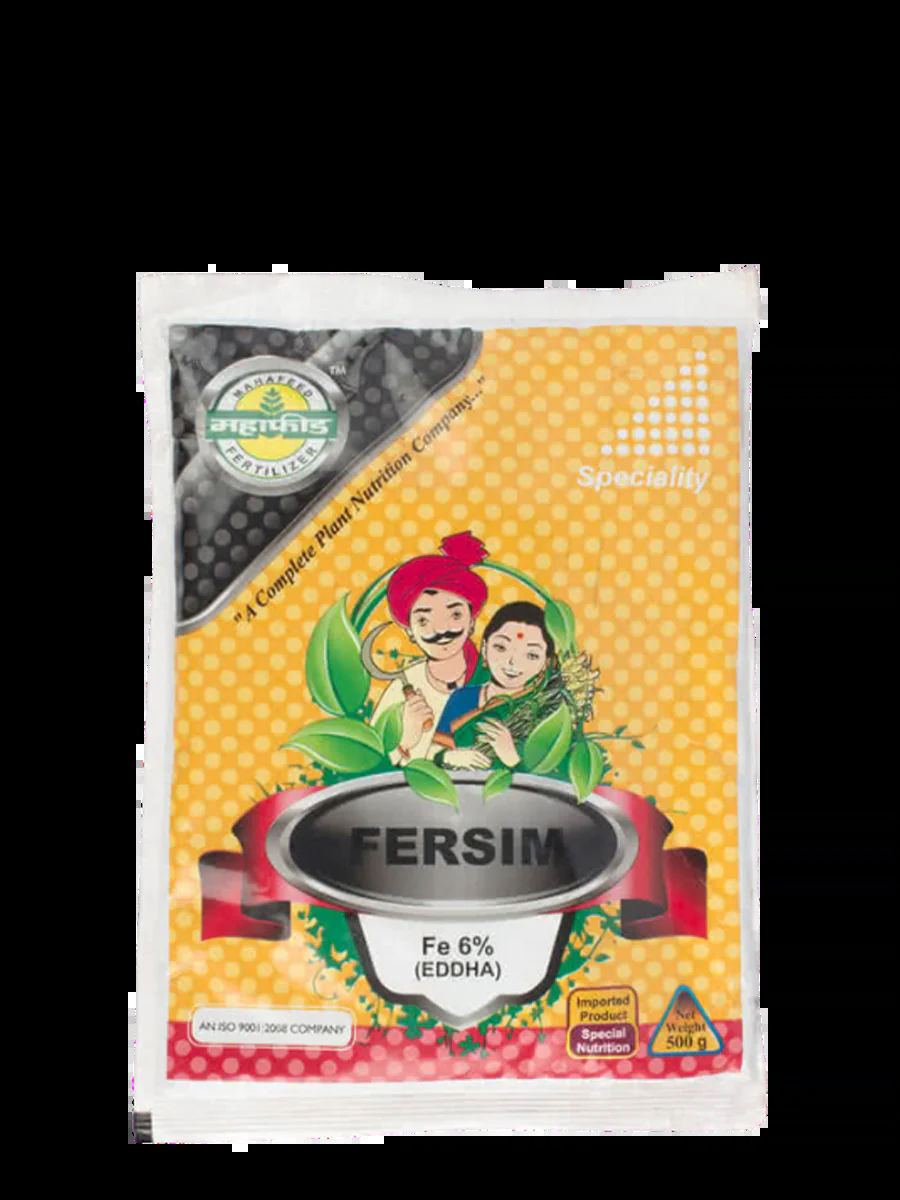 MAHAFEED
महाफीड
FERTILIZER
TM
"A Complete Plant Nutrition Company..."
Speciality
FERSIM
Fe 6%
(EDDHA)
AN ISO 9001:2008 COMPANY
Imported
Product
Special
Nutrition
Net
Weight
500 g